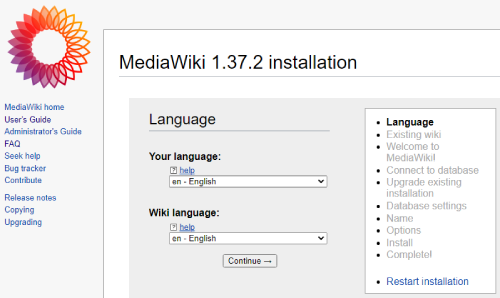 MediaWiki home
User's Guide
Administrator's Guide
FAQ
Seek help
Bug tracker
Contribute
Release notes
Copying
Upgrading
MediaWiki 1.37.2 installation
Language
Your language:
? help
en - English
Wiki language:
? help
en - English
Continue →
Language
Existing wiki
Welcome to
MediaWiki!
Connect to database
Upgrade existing
installation
Database settings
Name
Options
Install
Complete!
Restart installation